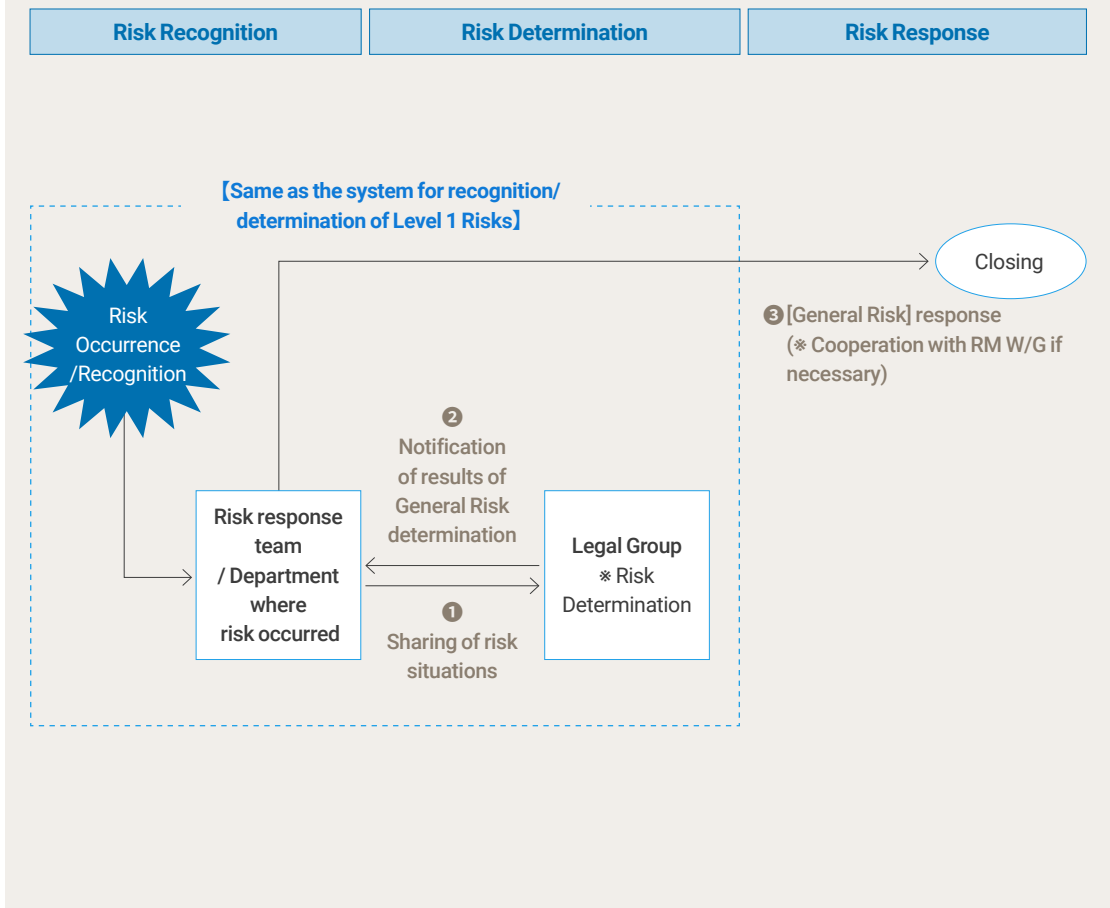 Risk Recognition
Risk Determination
Risk Response
【Same as the system for recognition/
determination of Level 1 Risks】
Risk
Occurrence
/Recognition
Closing
❸[General Risk] response
(※ Cooperation with RM W/G if
necessary)
❷
Notification
of results of
General Risk
determination
Risk response
team
/ Department
where
risk occurred
Legal Group
※ Risk
Determination
❶
Sharing of risk
situations